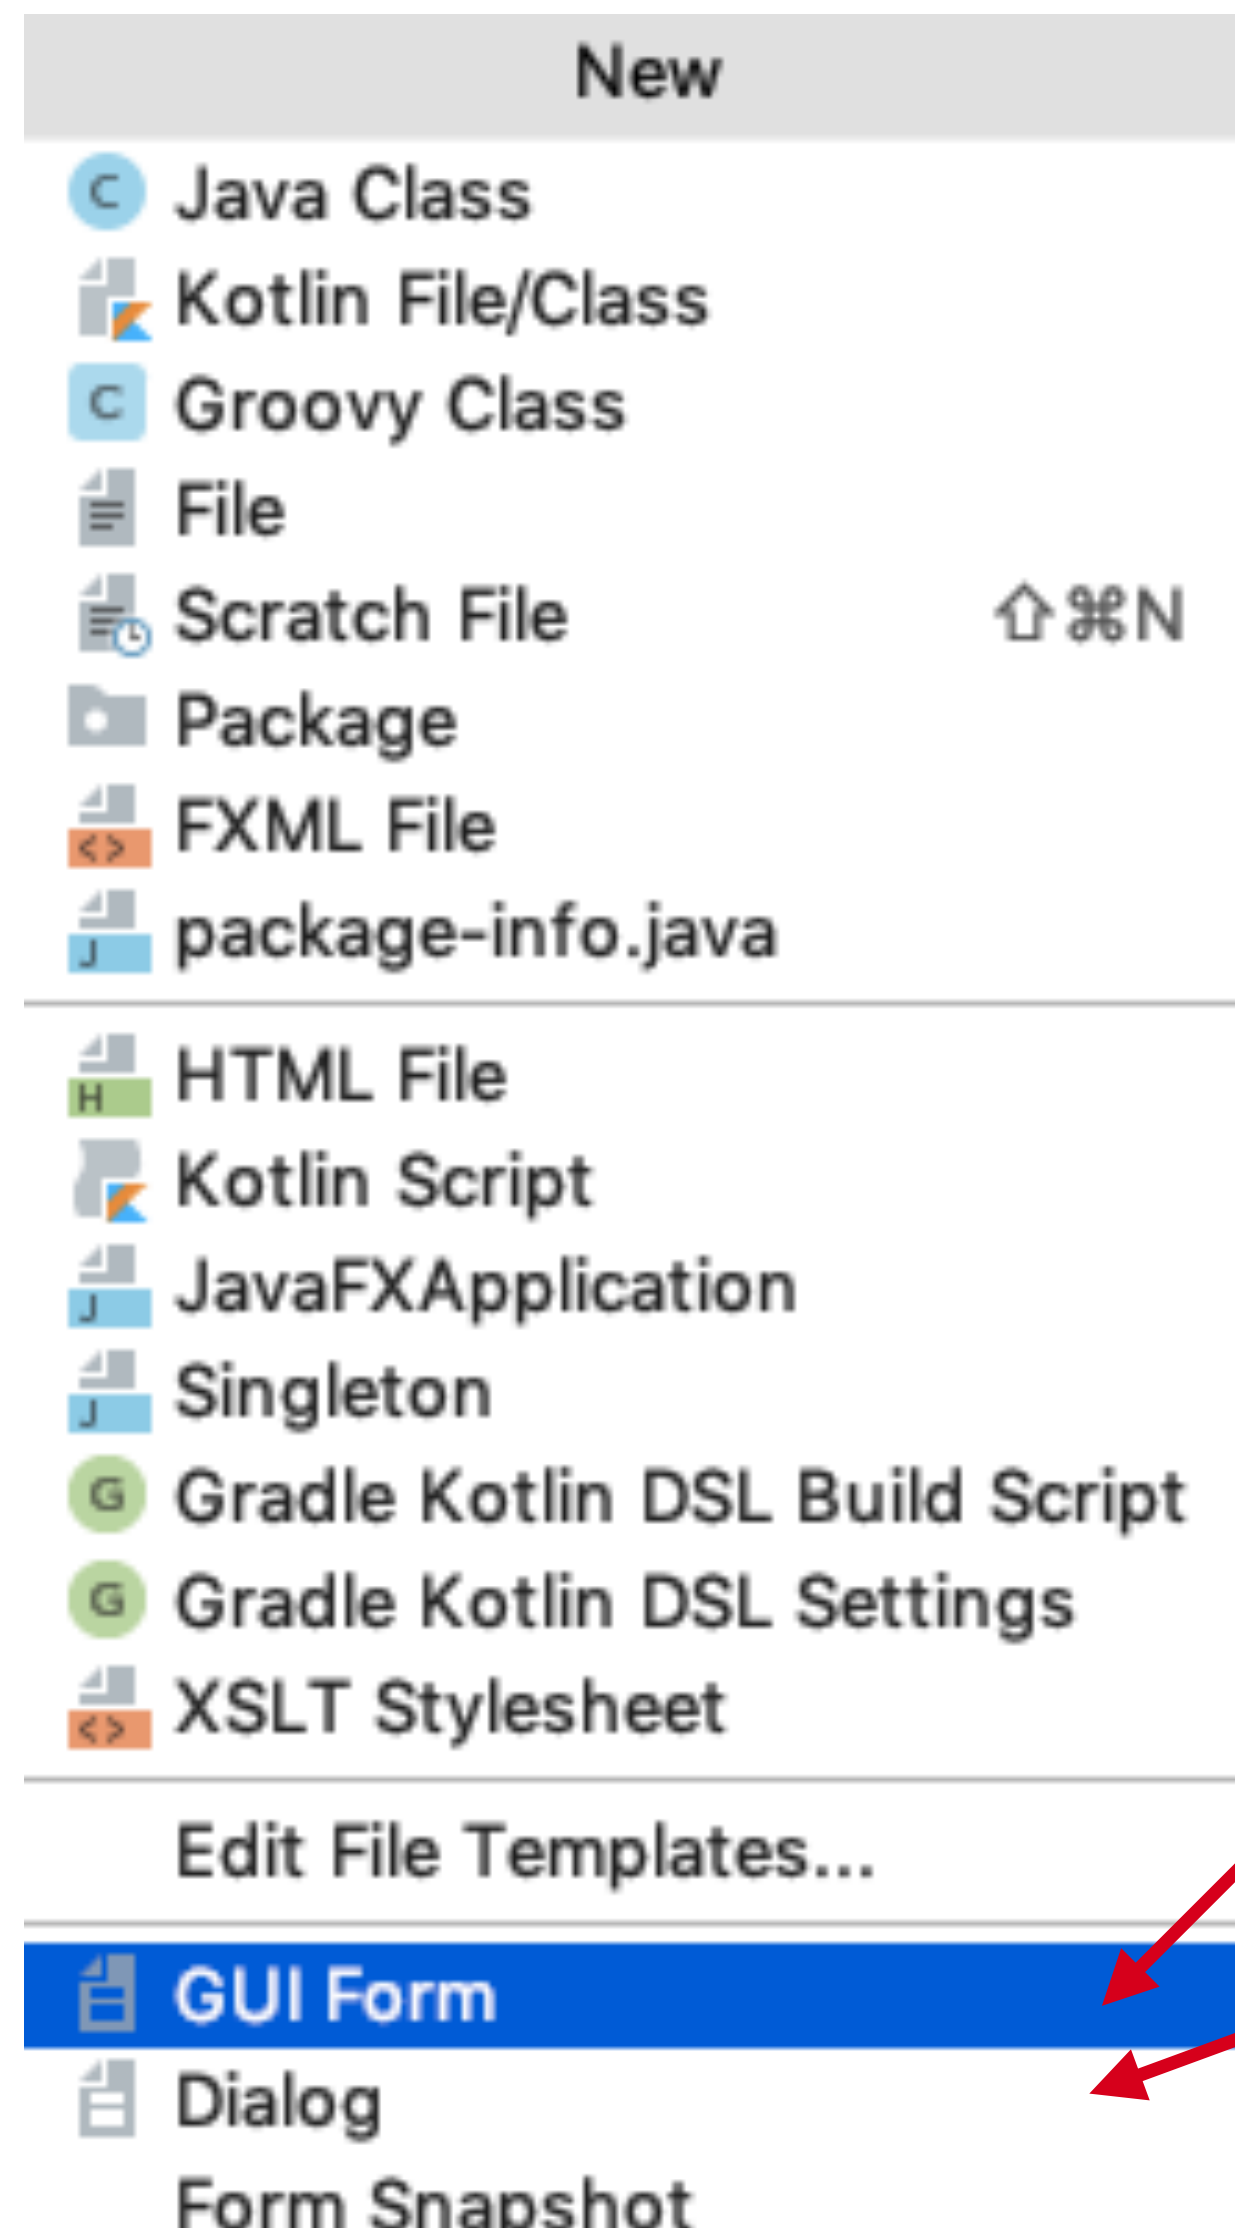 New
Java Class
Kotlin File/Class
Groovy Class
File
Scratch File ⇧⌘N
Package
FXML File
package-info.java
HTML File
Kotlin Script
JavaFXApplication
Singleton
Gradle Kotlin DSL Build Script
Gradle Kotlin DSL Settings
XSLT Stylesheet
Edit File Templates...
GUI Form
Dialog
Form Snapshot